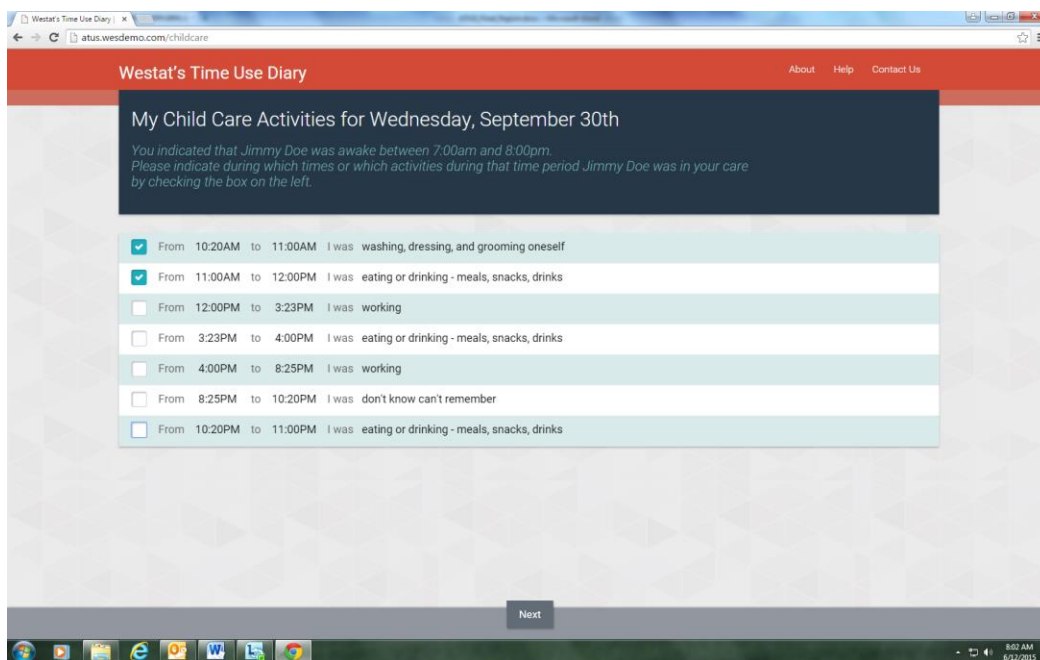 Westat's Time Use Diary |
atus.wesdemo.com/childcare
Westat's Time Use Diary
About Help Contact Us
My Child Care Activities for Wednesday, September 30th
You indicated that Jimmy Doe was awake between 7:00am and 8:00pm.
Please indicate during which times or which activities during that time period Jimmy Doe was in your care
by checking the box on the left.
From 10:20AM to 11:00AM I was washing, dressing, and grooming oneself
From 11:00AM to 12:00PM I was eating or drinking - meals, snacks, drinks
From 12:00PM to 3:23PM I was working
From 3:23PM to 4:00PM I was eating or drinking - meals, snacks, drinks
From 4:00PM to 8:25PM I was working
From 8:25PM to 10:20PM I was don't know can't remember
From 10:20PM to 11:00PM I was eating or drinking - meals, snacks, drinks
Next
8:02 AM
6/12/2015